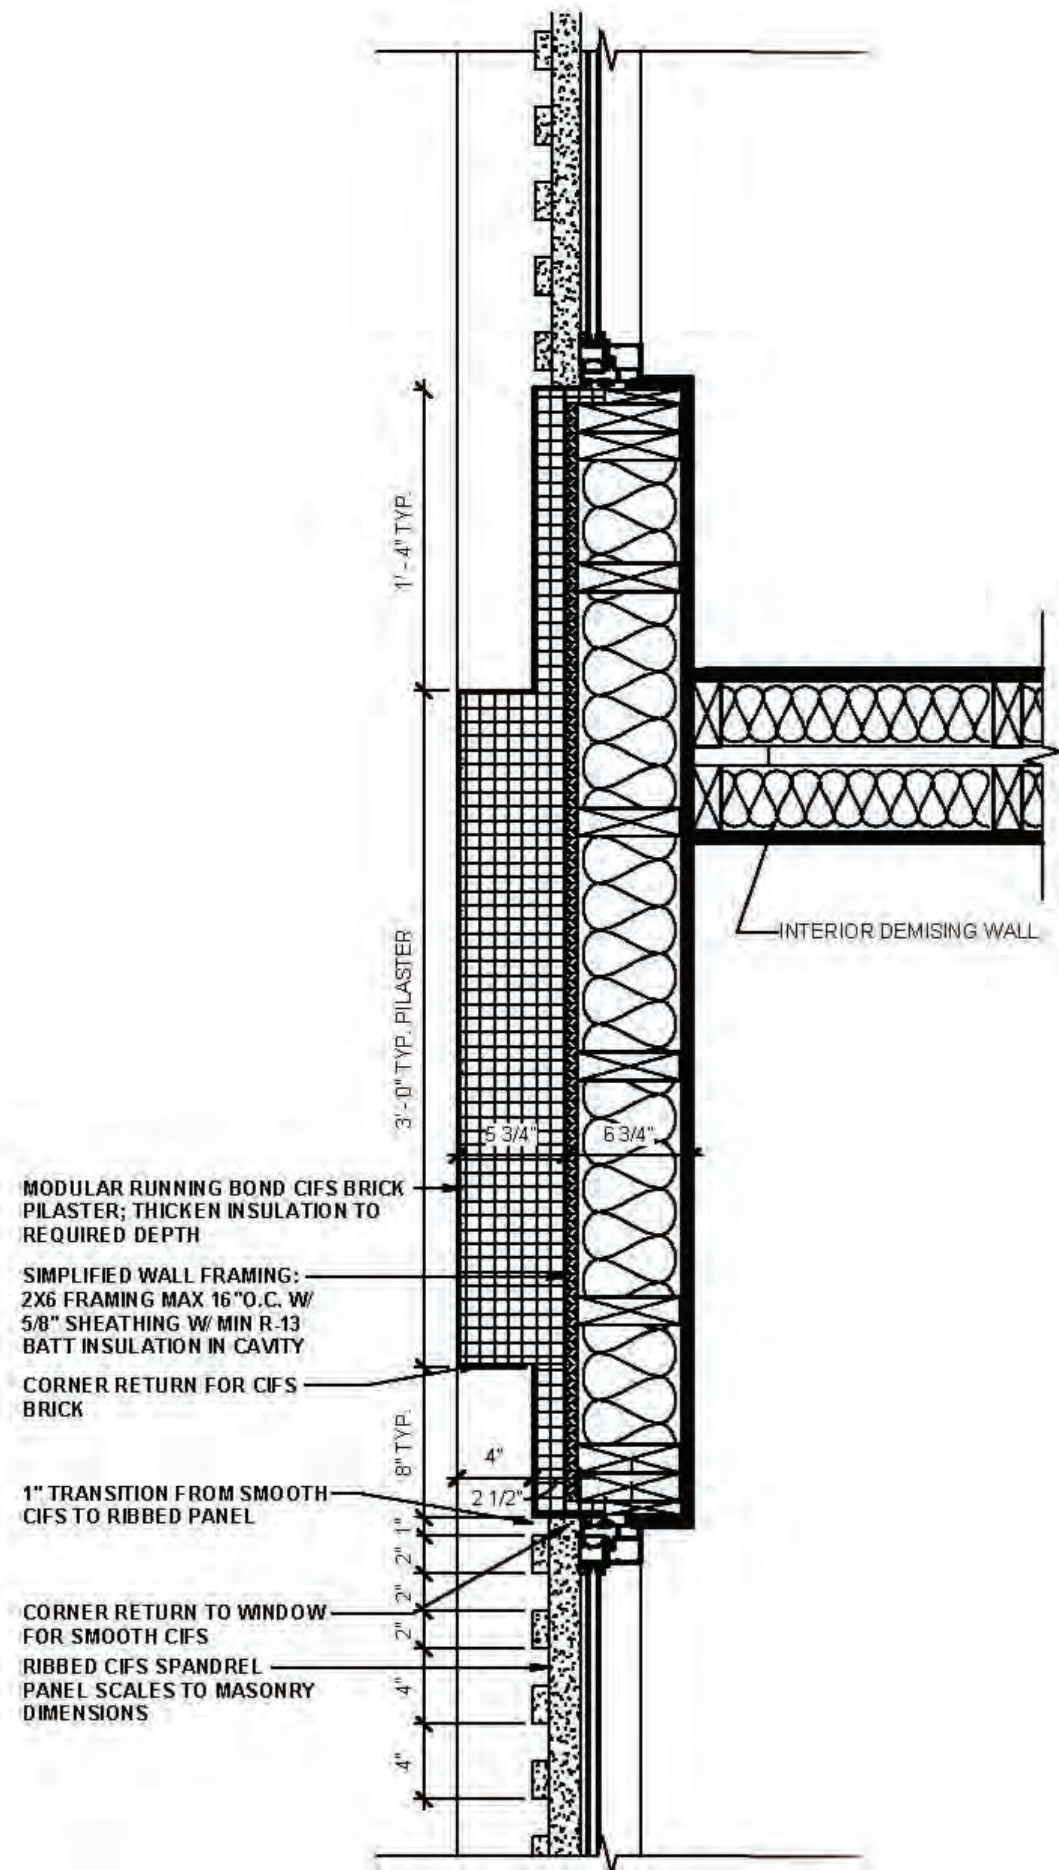 1'-4" TYP.
INTERIOR DEMISING WALL
3'-0" TYP. PILASTER
5 3/4"
6 3/4"
MODULAR RUNNING BOND CIFS BRICK
PILASTER; THICKEN INSULATION TO
REQUIRED DEPTH
SIMPLIFIED WALL FRAMING:
2X6 FRAMING MAX 16"O.C. W/
5/8" SHEATHING W/ MIN R-13
BATT INSULATION IN CAVITY
CORNER RETURN FOR CIFS
BRICK
8" TYP.
4"
2 1/2"
1" TRANSITION FROM SMOOTH
CIFS TO RIBBED PANEL
1"
2"
2"
2"
CORNER RETURN TO WINDOW
FOR SMOOTH CIFS
RIBBED CIFS SPANDREL
PANEL SCALES TO MASONRY
DIMENSIONS
4"
4"